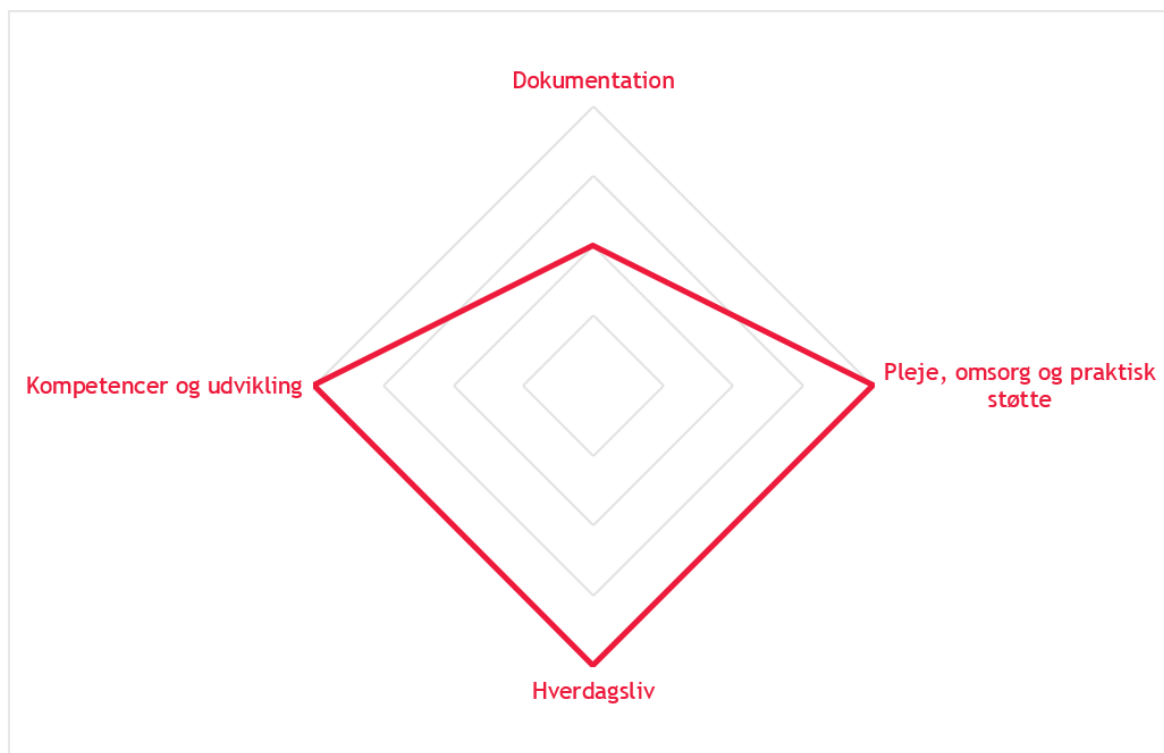 Dokumentation
Kompetencer og udvikling
Pleje, omsorg og praktisk
støtte
Hverdagsliv